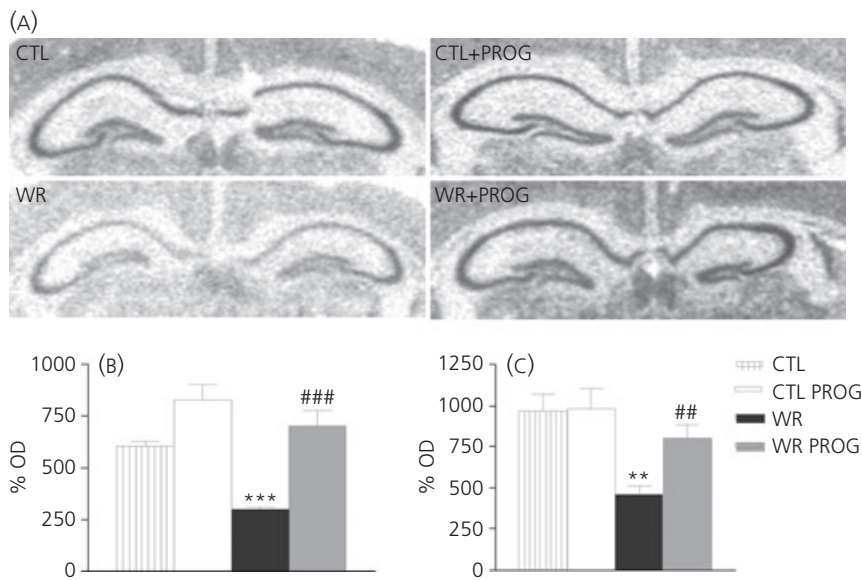 (A)
CTL
CTL+PROG
WR
WR+PROG
(B)
1000
750
500
250
0
% OD
***
###
(C)
1250
1000
750
500
250
0
% OD
**
##
CTL
CTL PROG
WR
WR PROG